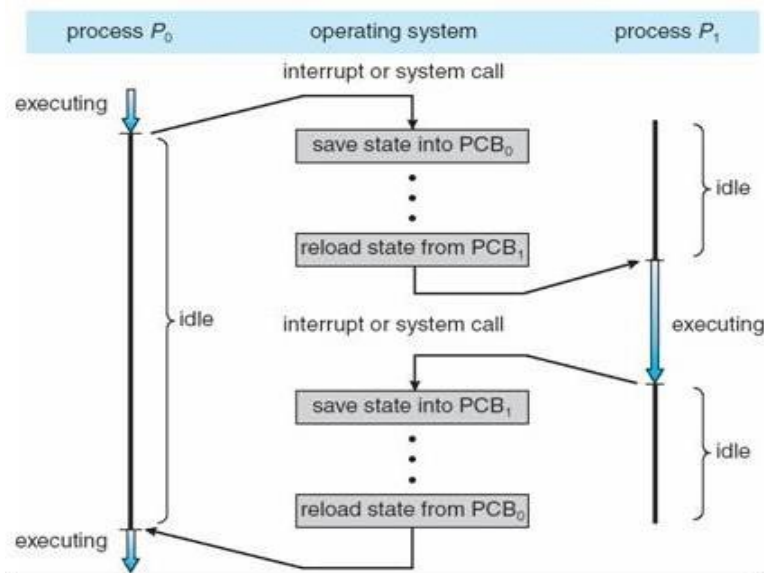 process P₀ operating system process P₁
interrupt or system call
executing
save state into PCB₀
idle
reload state from PCB₁
idle
interrupt or system call
executing
save state into PCB₁
idle
reload state from PCB₀
executing